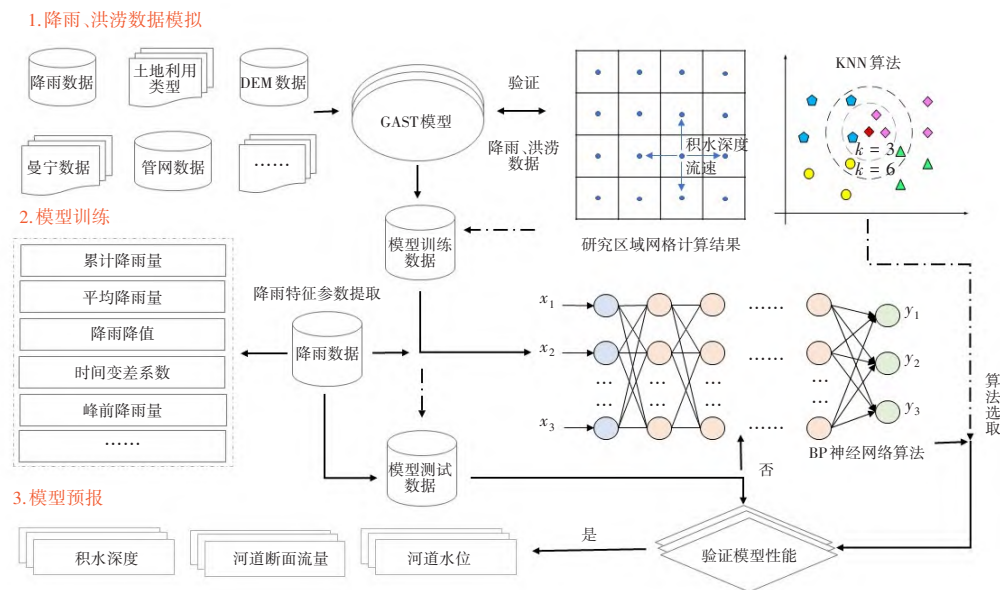 1.降雨、洪涝数据模拟
降雨数据
土地利用
类型
DEM 数据
曼宁数据
管网数据
……
GAST模型
验证
降雨、洪涝
数据
积水深度
流速
研究区域网格计算结果
KNN 算法
k = 3
k = 6
2.模型训练
累计降雨量
平均降雨量
降雨降值
时间变差系数
峰前降雨量
……
降雨特征参数提取
降雨数据
模型训练
数据
模型测试
数据
x1
x2
...
...
x3
...
...
......
......
......
...
...
y1
y2
...
y3
BP 神经网络算法
算法选取
否
3.模型预报
积水深度
河道断面流量
河道水位
是
验证模型性能